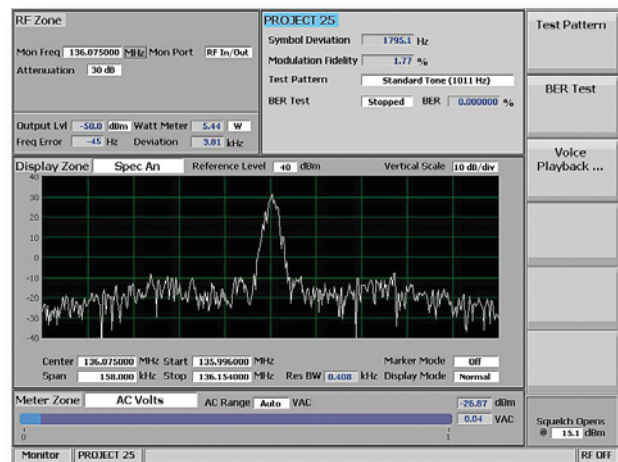 RF Zone
Mon Freq 136.075000 MHz Mon Port RF In/Out
Attenuation 30 dB
Output Lvl -50.0 dBm Watt Meter 5.44 W
Freq Error -45 Hz Deviation 3.81 kHz
PROJECT 25
Symbol Deviation 1795.1 Hz
Modulation Fidelity 1.77 %
Test Pattern Standard Tone (1011 Hz)
BER Test Stopped BER 0.000000 %
Test Pattern
BER Test
Voice
Playback ...
Display Zone Spec An Reference Level 40 dBm Vertical Scale 10 dB/div
40
30
20
10
0
-10
-20
-30
-40
Center 136.075000 MHz Start 135.996000 MHz Marker Mode Off
Span 158.000 kHz Stop 136.154000 MHz Res BW 0.408 kHz Display Mode Normal
Meter Zone AC Volts AC Range Auto VAC -26.87 dBm
0.04 VAC
0 1
Squelch Opens
@ 15.1 dBm
Monitor PROJECT 25 RF OFF